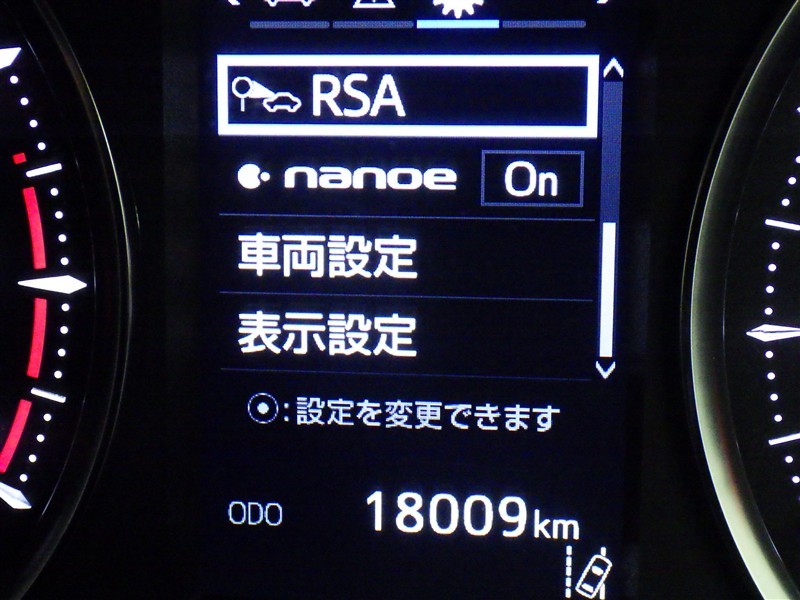 RSA
nanoe On
車両設定
表示設定
⦿:設定を変更できます
ODO 18009km